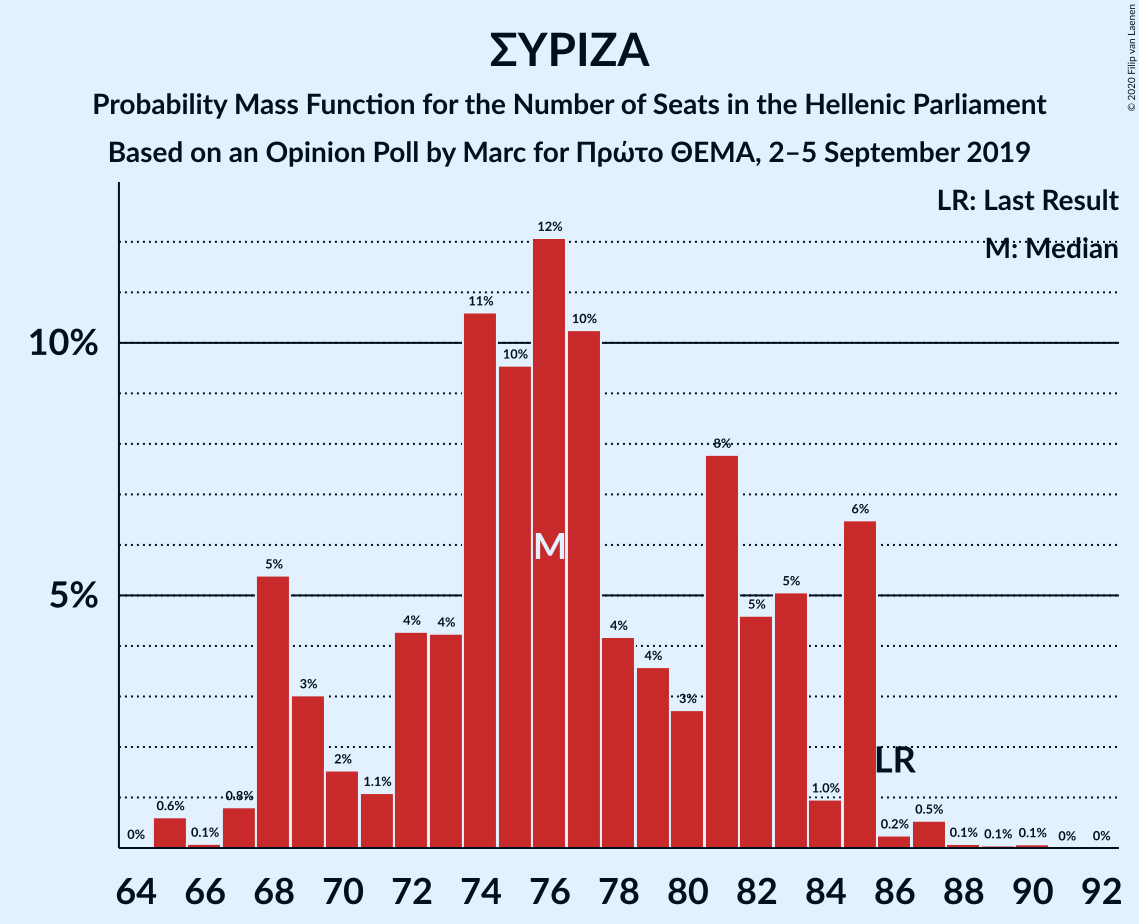 ΣΥΡΙΖΑ
Probability Mass Function for the Number of Seats in the Hellenic Parliament
Based on an Opinion Poll by Marc for Πρώτο ΘΕΜΑ, 2–5 September 2019
© 2020 Filip van Laenen
LR: Last Result
M: Median
10%
5%
0% 0.6% 0.1% 0.8% 5% 3% 2% 1.1% 4% 4% 11% 10% 12% 10% 4% 4% 3% 8% 5% 5% 1.0% 6% 0.2% 0.5% 0.1% 0.1% 0.1% 0% 0%
M
LR
64 66 68 70 72 74 76 78 80 82 84 86 88 90 92